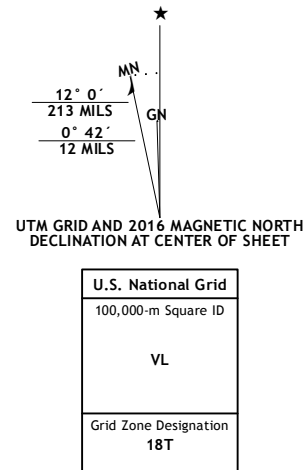 MN
12° 0´
213 MILS
GN
0° 42´
12 MILS
UTM GRID AND 2016 MAGNETIC NORTH
DECLINATION AT CENTER OF SHEET
U.S. National Grid
100,000-m Square ID
VL
Grid Zone Designation
18T